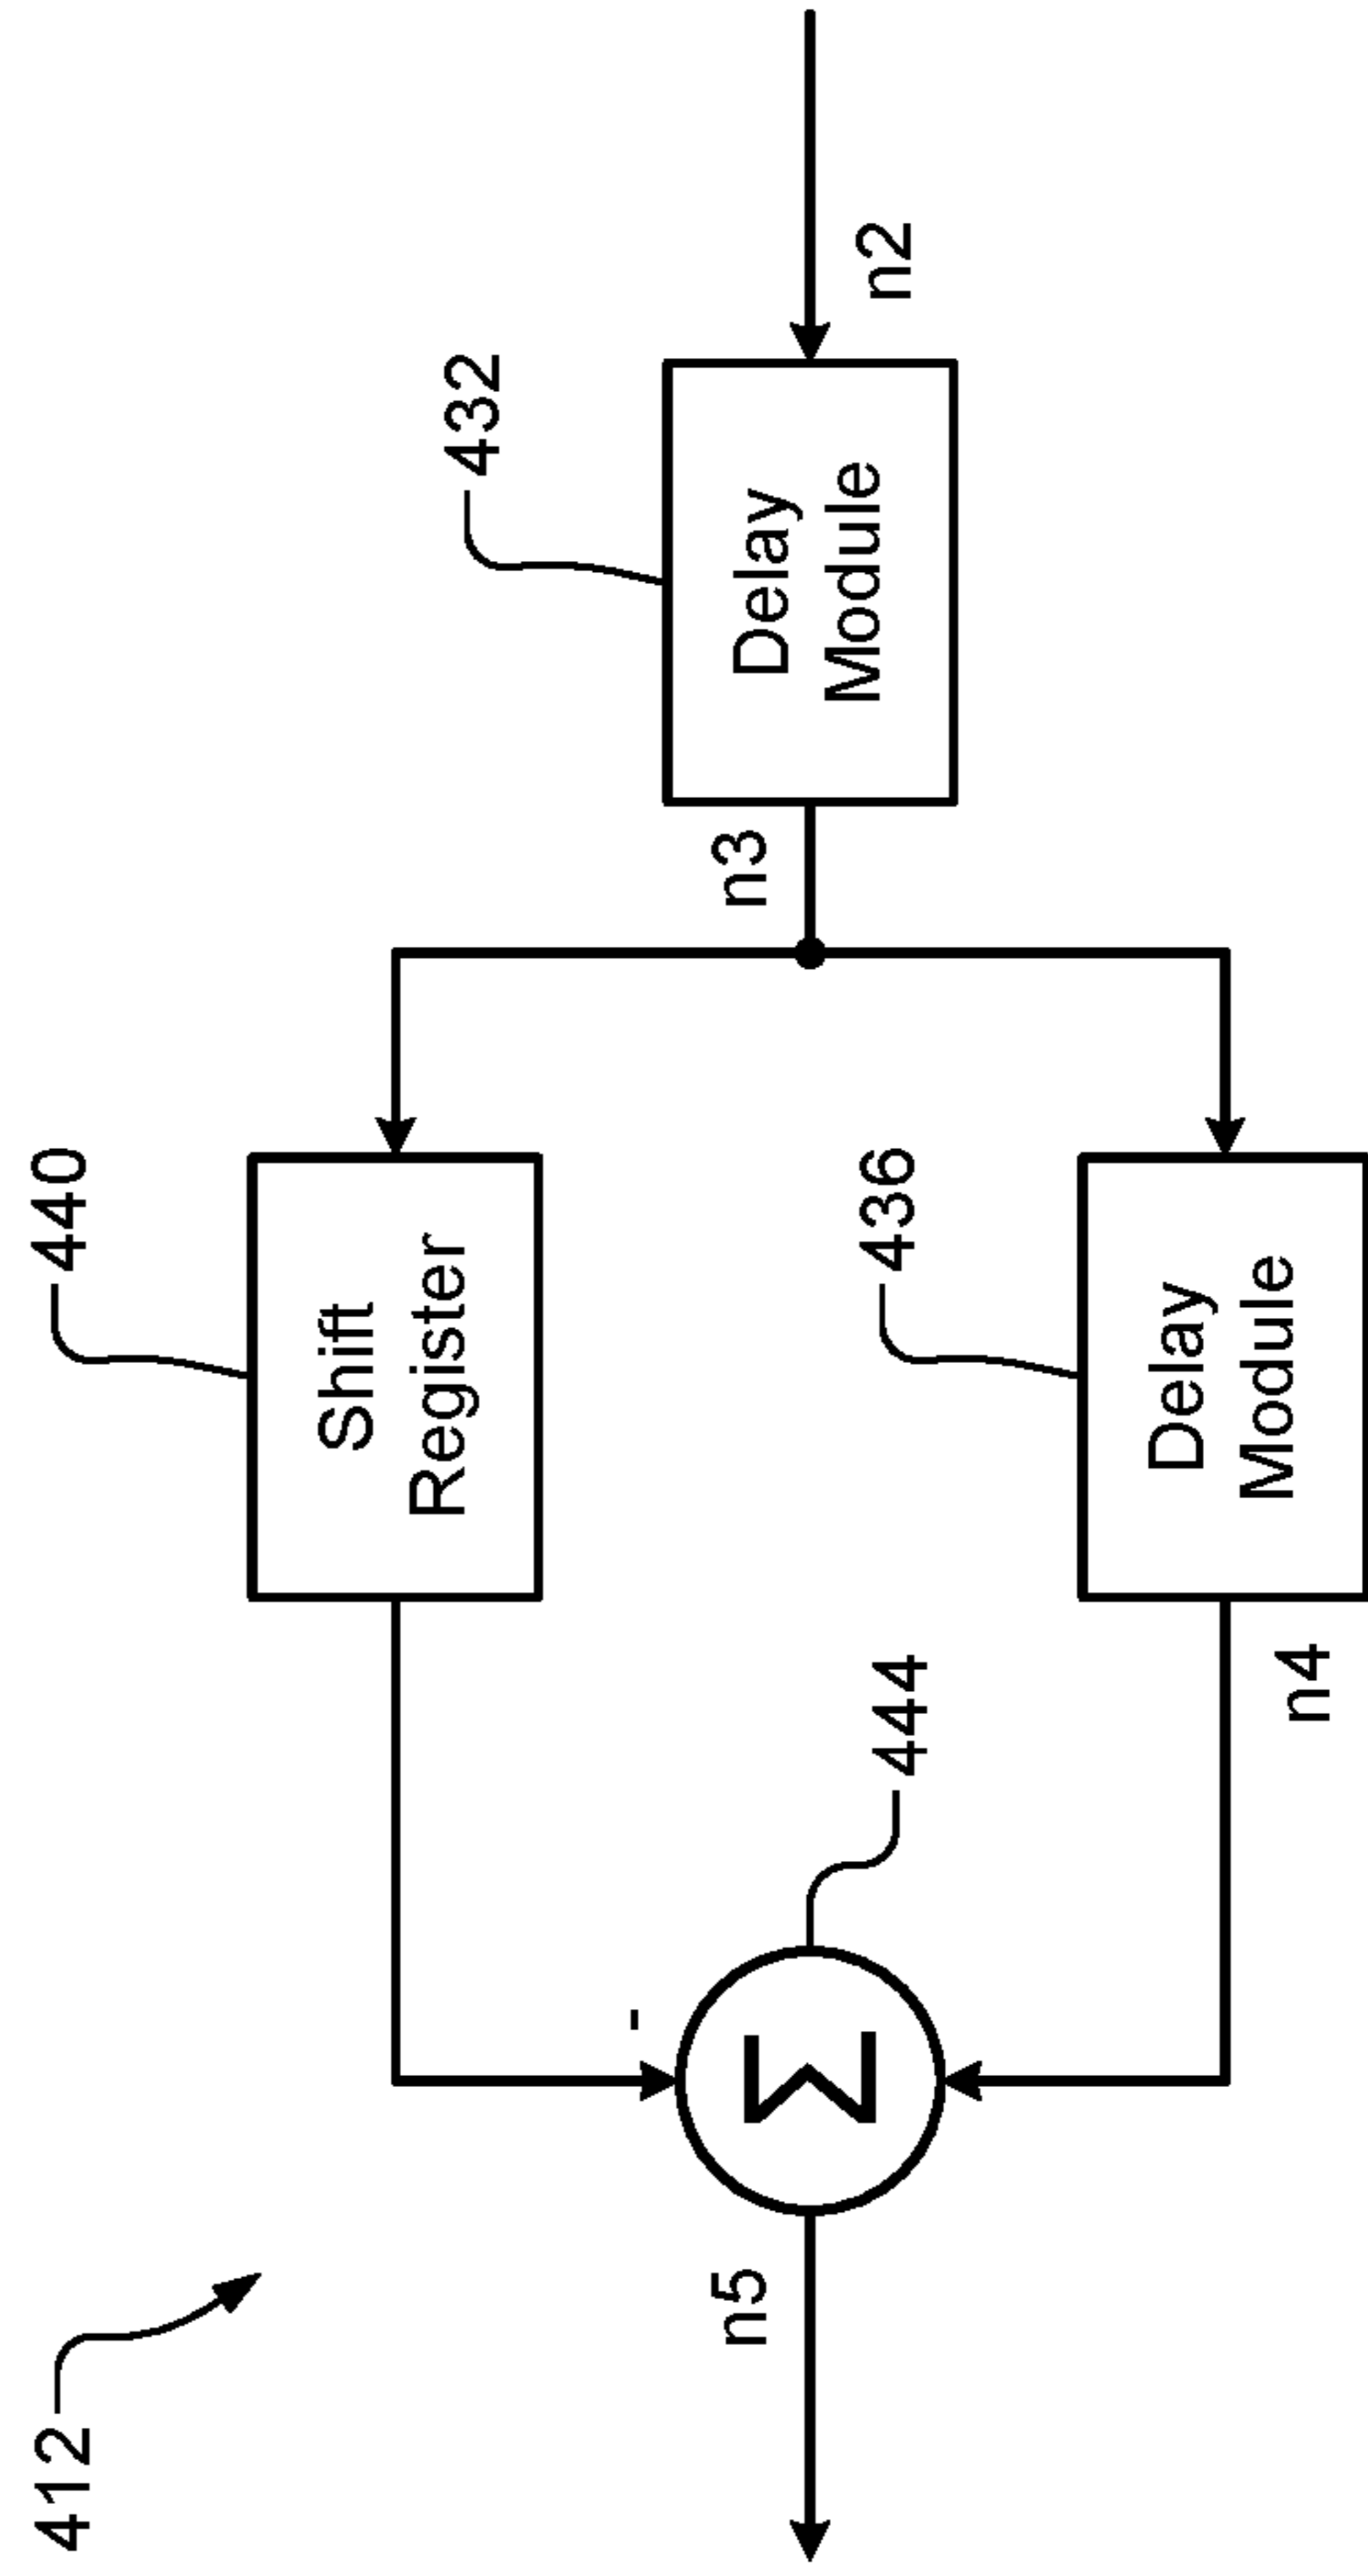 412
440
Shift
Register
432
n3
Delay
Module
n2
n5
-
Σ
444
436
Delay
Module
n4